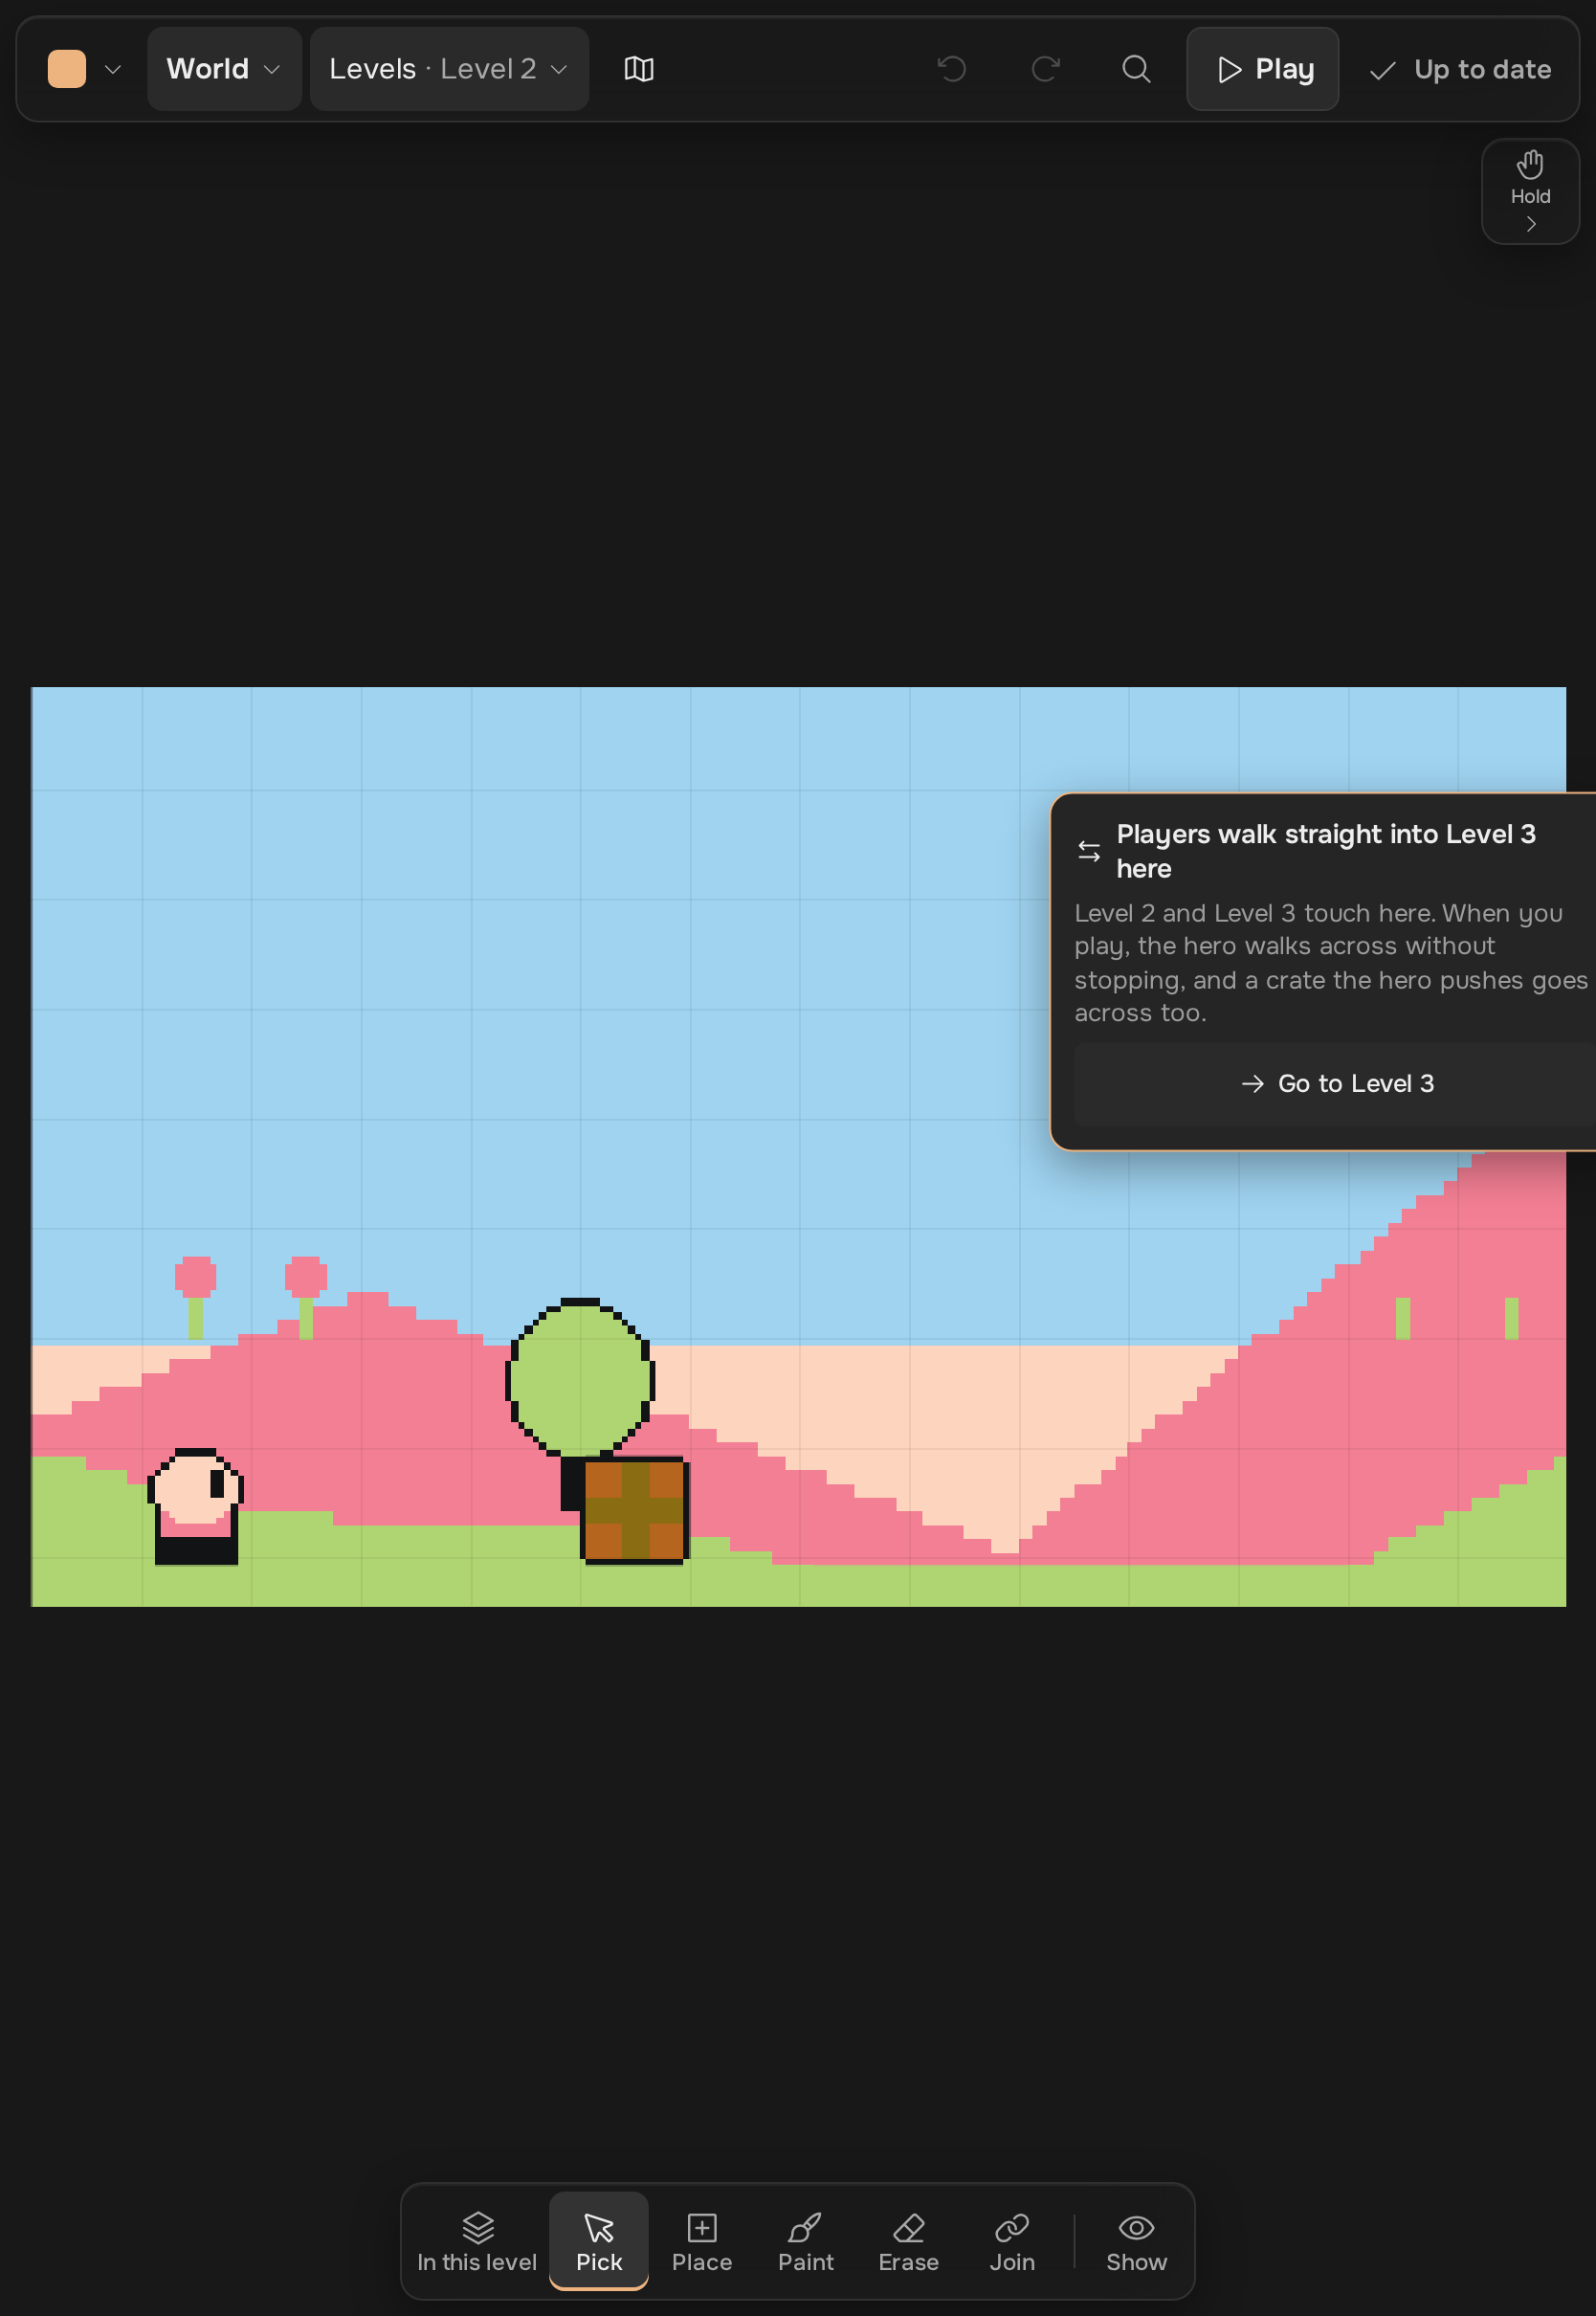 World
Levels · Level 2
Play
Up to date
Hold
Players walk straight into Level 3
here
Level 2 and Level 3 touch here. When you
play, the hero walks across without
stopping, and a crate the hero pushes goes
across too.
Go to Level 3
In this level
Pick
Place
Paint
Erase
Join
Show